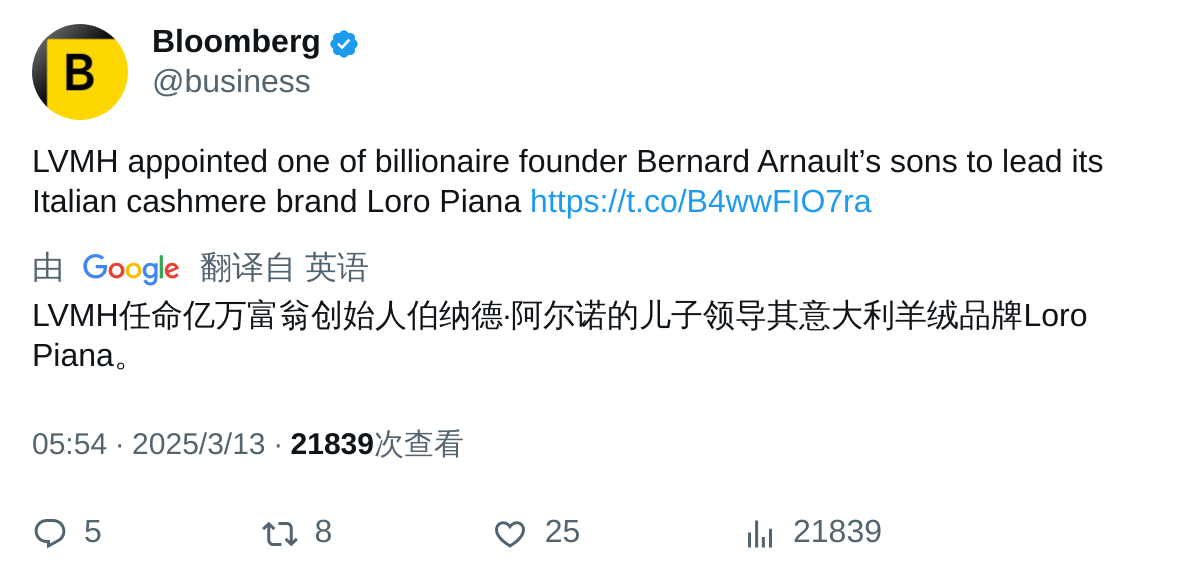 B
Bloomberg
@business
LVMH appointed one of billionaire founder Bernard Arnault’s sons to lead its
Italian cashmere brand Loro Piana https://t.co/B4wwFIO7ra
由 Google 翻译自 英语
LVMH任命亿万富翁创始人伯纳德·阿尔诺的儿子领导其意大利羊绒品牌Loro
Piana。
05:54 · 2025/3/13 · 21839次查看
5 8 25 21839